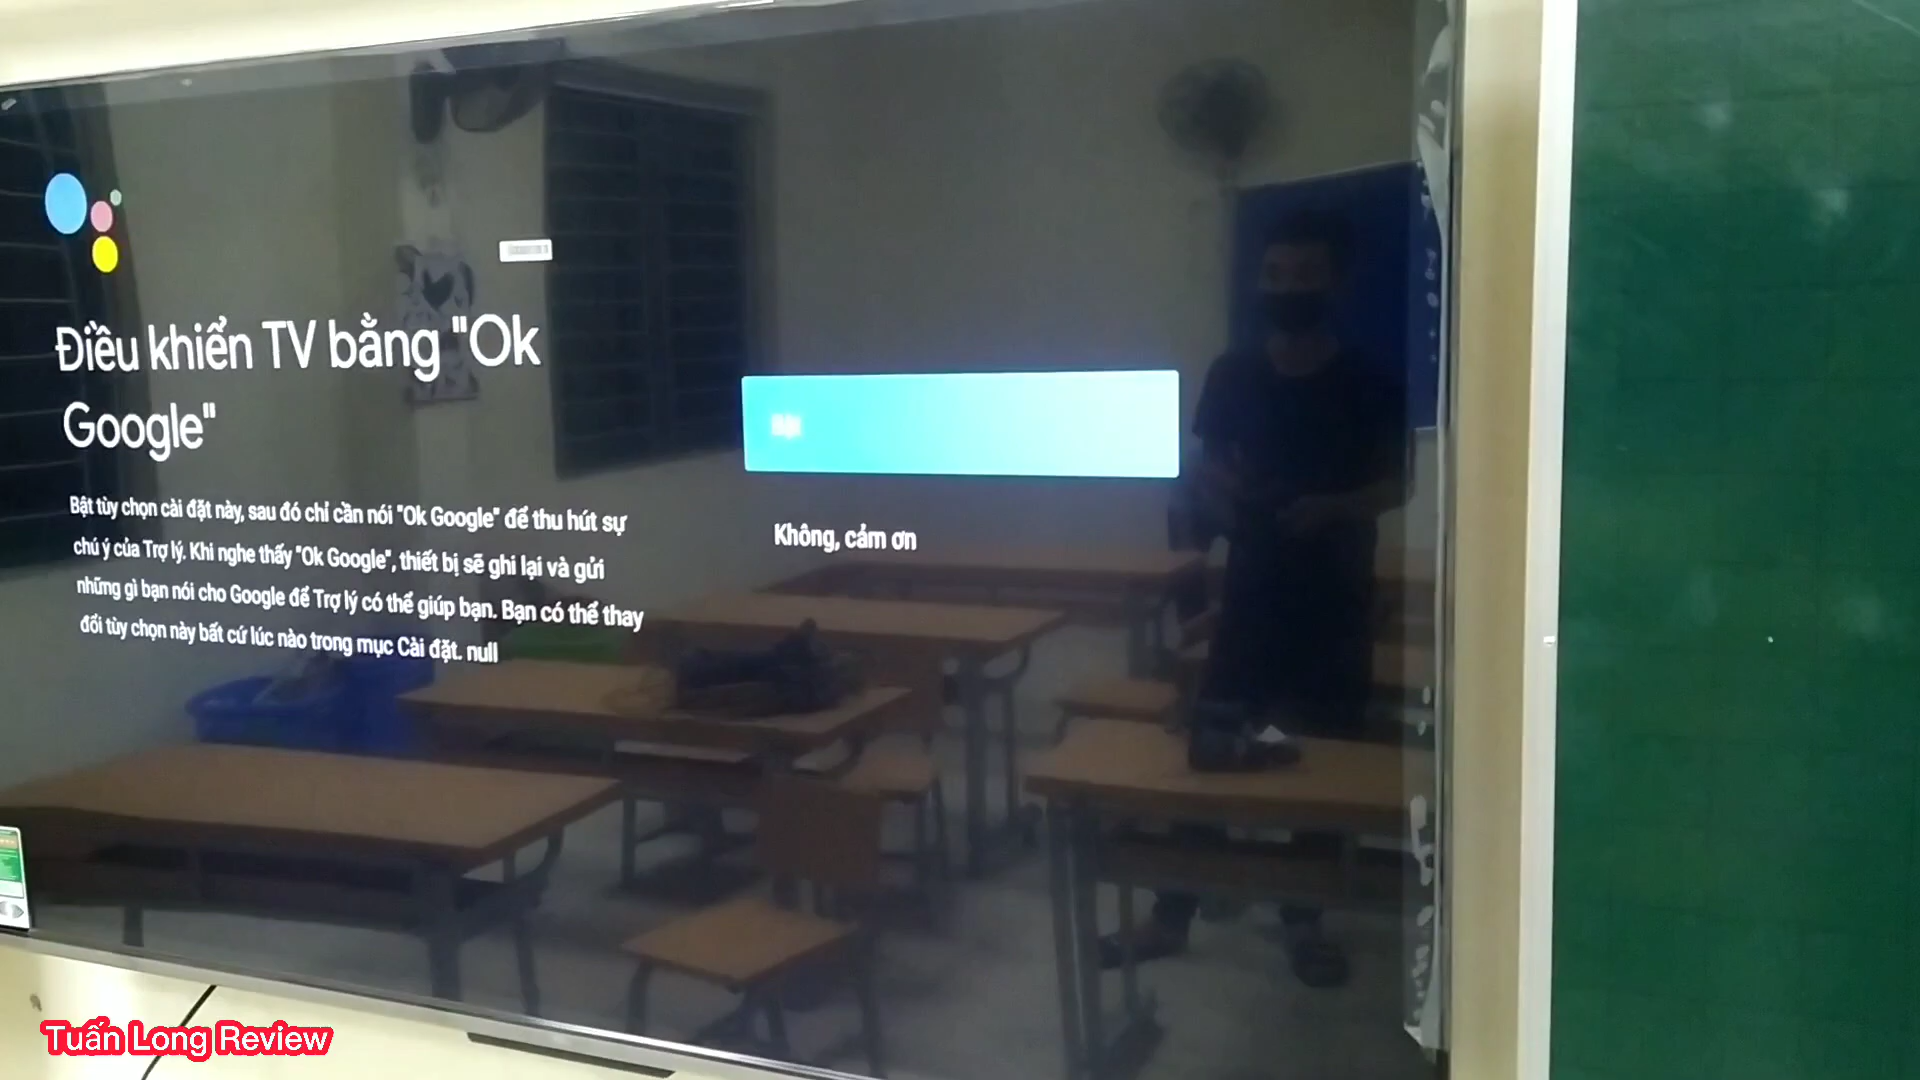 Điều khiển TV bằng "Ok
Google"
Bật tùy chọn cài đặt này, sau đó chỉ cần nói "Ok Google" để thu hút sự
chú ý của Trợ lý. Khi nghe thấy "Ok Google", thiết bị sẽ ghi lại và gửi
những gì bạn nói cho Google để Trợ lý có thể giúp bạn. Bạn có thể thay
đổi tùy chọn này bất cứ lúc nào trong mục Cài đặt. null
Bật
Không, cảm ơn
Tuấn Long Review